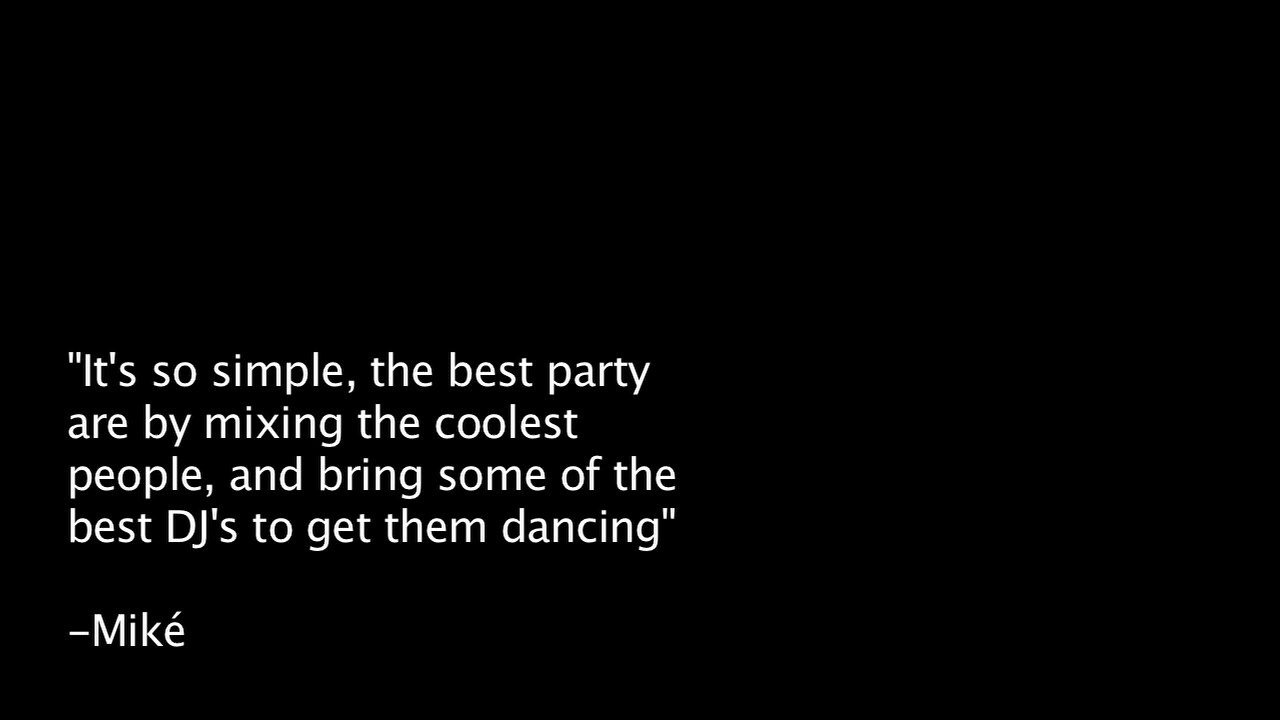 "It's so simple, the best party
are by mixing the coolest
people, and bring some of the
best DJ's to get them dancing"
–Miké